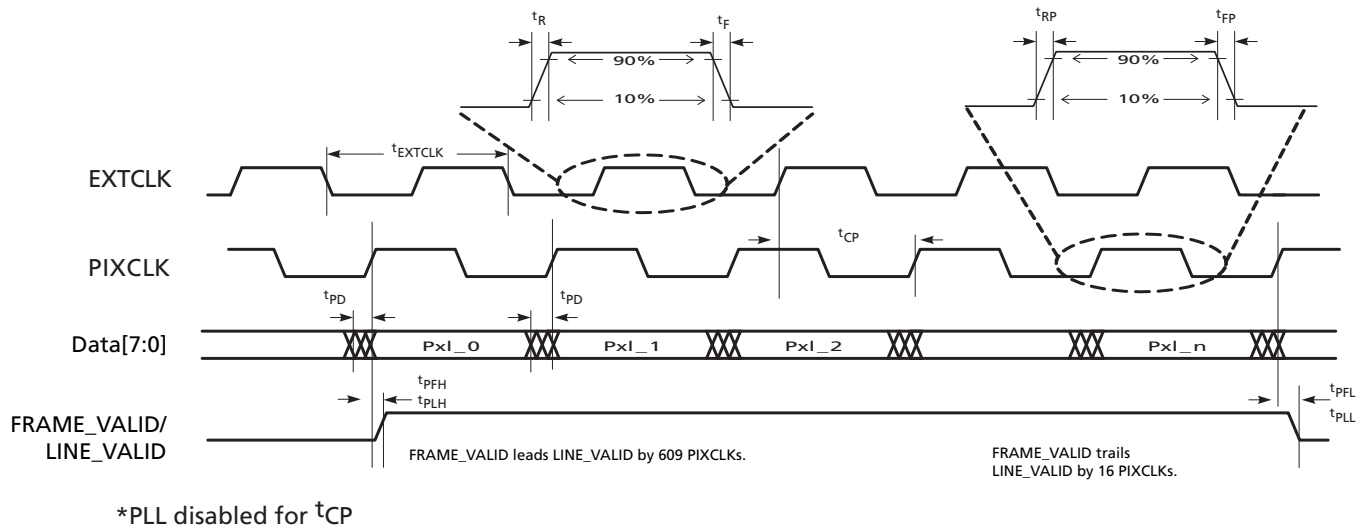 tR
tF
tRP
tFP
90%
90%
10%
10%
tEXTCLK
EXTCLK
tCP
PIXCLK
tPD
tPD
Data[7:0]
Pxl_0
Pxl_1
Pxl_2
Pxl_n
tPFH
tPLH
tPFL
tPLL
FRAME_VALID/
LINE_VALID
FRAME_VALID leads LINE_VALID by 609 PIXCLKs.
FRAME_VALID trails
LINE_VALID by 16 PIXCLKs.
*PLL disabled for tCP